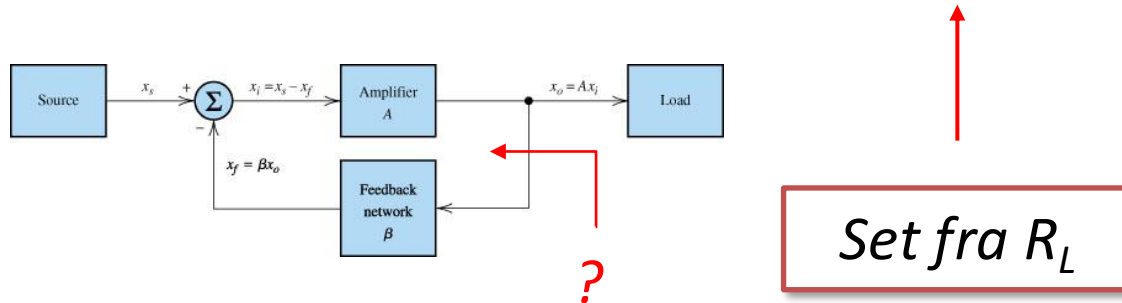 Source
x_s
+
Σ
−
x_i = x_s − x_f
Amplifier
A
x_o = Ax_i
Load
x_f = βx_o
Feedback
network
β
?
Set fra R_L